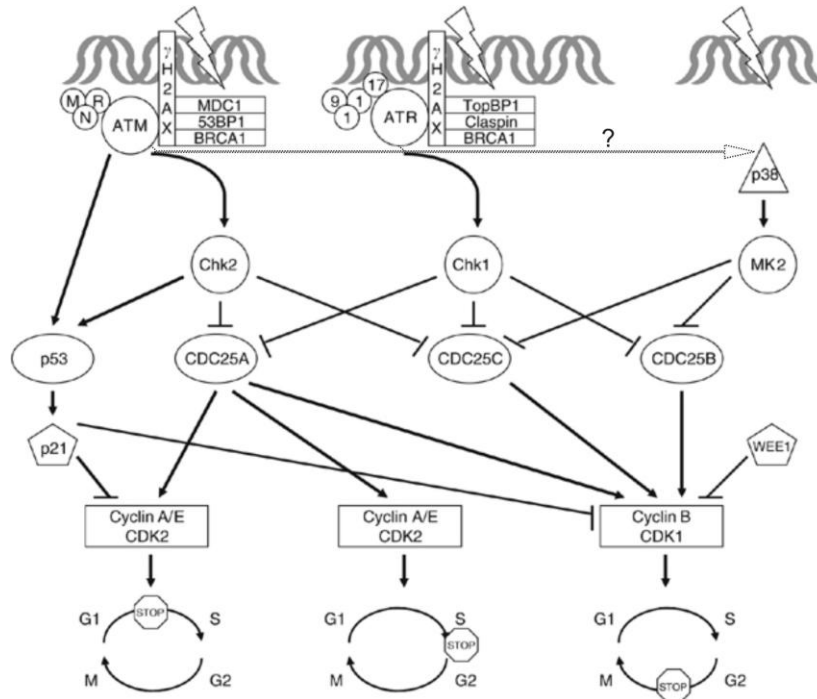 γ
H
2
A
X
MDC1
53BP1
BRCA1
M
R
N
ATM
γ
H
2
A
X
TopBP1
Claspin
BRCA1
9
1
1
17
ATR
?
p38
Chk2
Chk1
MK2
p53
CDC25A
CDC25C
CDC25B
p21
WEE1
Cyclin A/E
CDK2
Cyclin A/E
CDK2
Cyclin B
CDK1
G1
STOP
S
M
G2
G1
S
STOP
M
G2
G1
S
M
STOP
G2